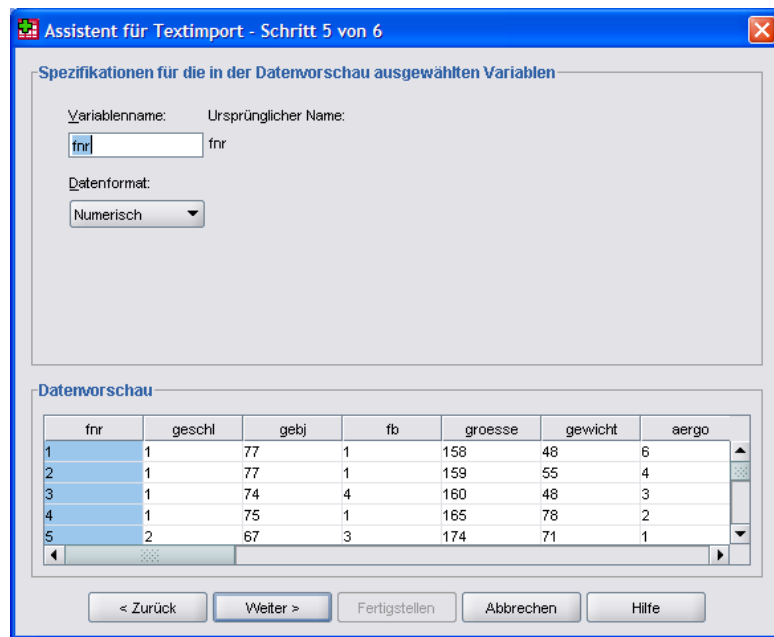 Assistent für Textimport - Schritt 5 von 6
Spezifikationen für die in der Datenvorschau ausgewählten Variablen
Variablenname: Ursprünglicher Name:
fnr fnr
Datenformat:
Numerisch
Datenvorschau
fnr geschl gebj fb groesse gewicht aergo
1 1 77 1 158 48 6
2 1 77 1 159 55 4
3 1 74 4 160 48 3
4 1 75 1 165 78 2
5 2 67 3 174 71 1
< Zurück Weiter > Fertigstellen Abbrechen Hilfe